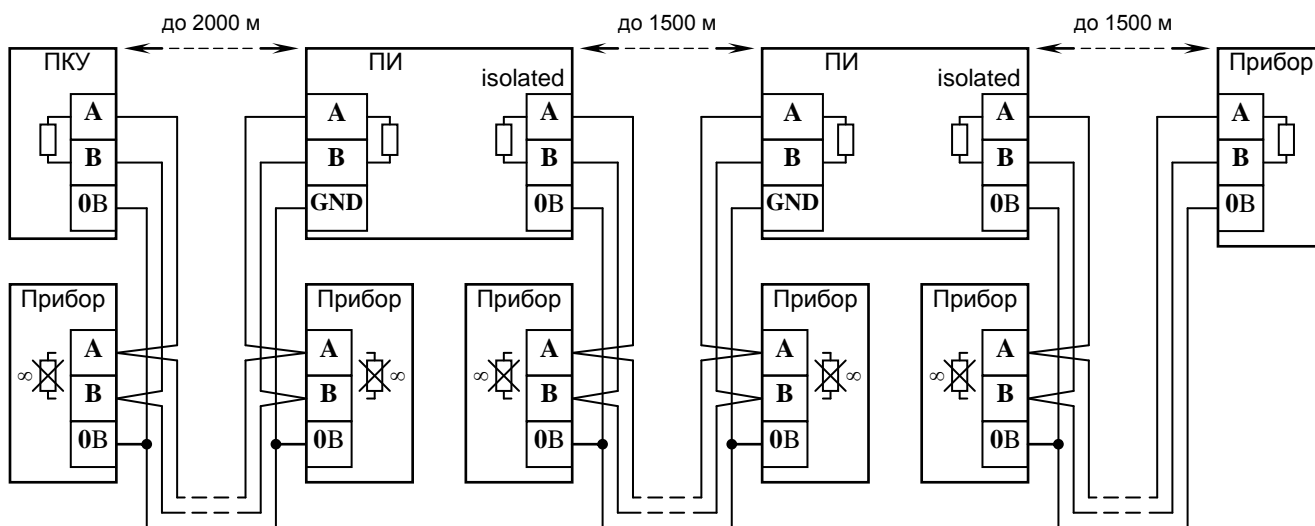 до 2000 м
до 1500 м
до 1500 м
ПКУ
A
B
0В
ПИ
A
B
GND
isolated
A
B
0В
ПИ
A
B
GND
isolated
A
B
0В
Прибор
A
B
0В
Прибор
∞
A
B
0В
Прибор
A
B
0В
∞
Прибор
∞
A
B
0В
Прибор
A
B
0В
∞
Прибор
∞
A
B
0В